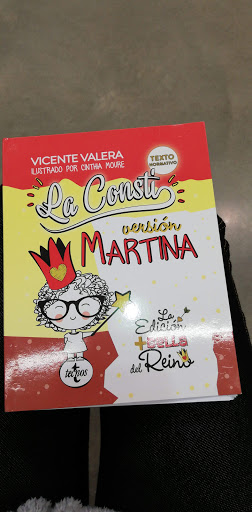 VICENTE VALERA
ILUSTRADO POR CINTHIA MOURE
TEXTO
NORMATIVO
La Consti
versión
MARTINA
La
Edición
+BELLA
del Reino
tecnos